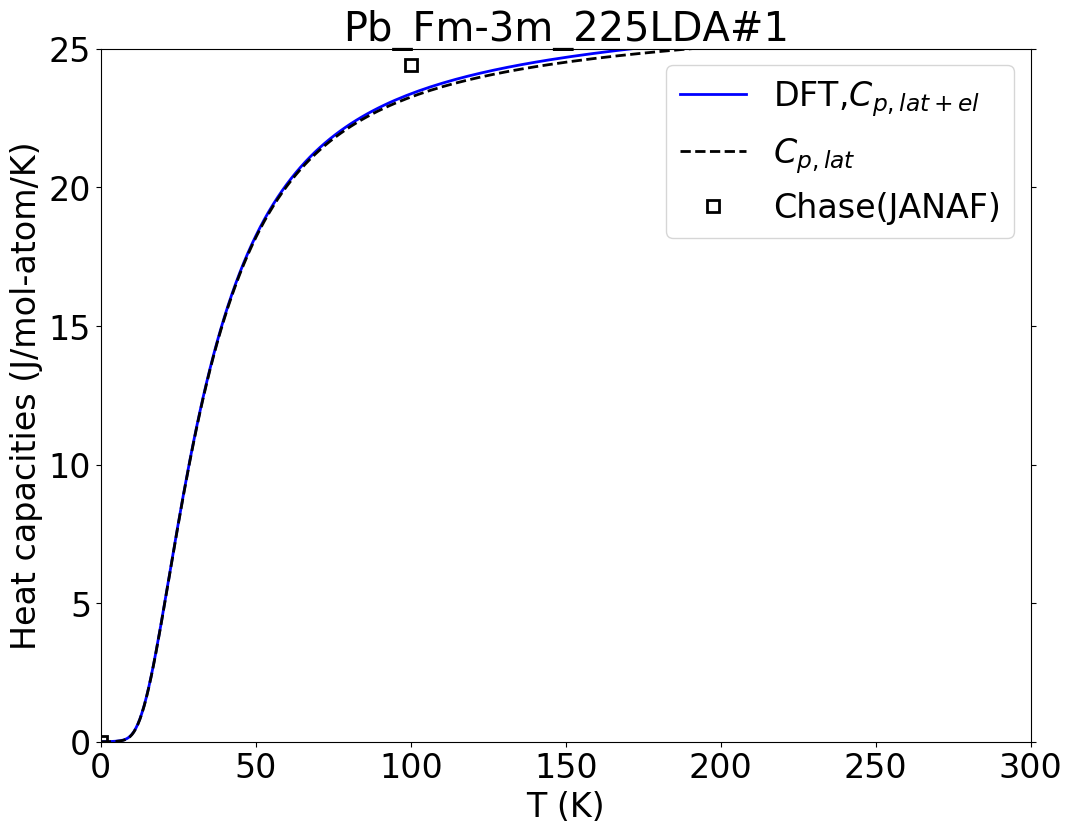 Pb_Fm-3m_225LDA#1
25
20
15
10
5
0
0 50 100 150 200 250 300
T (K)
Heat capacities (J/mol-atom/K)
DFT,C_{p,lat+el}
C_{p,lat}
Chase(JANAF)